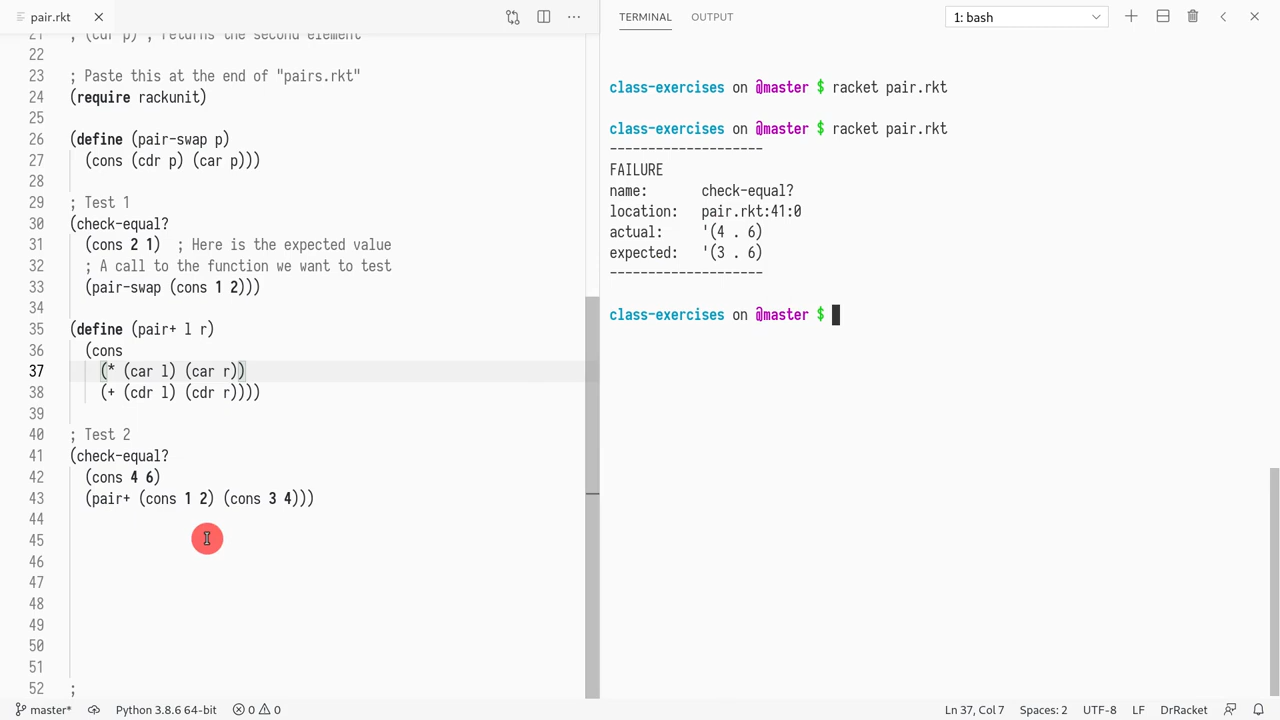 pair.rkt
21 ; (cdr p) ; returns the second element
22
23 ; Paste this at the end of "pairs.rkt"
24 (require rackunit)
25
26 (define (pair-swap p)
27 (cons (cdr p) (car p)))
28
29 ; Test 1
30 (check-equal?
31 (cons 2 1) ; Here is the expected value
32 ; A call to the function we want to test
33 (pair-swap (cons 1 2)))
34
35 (define (pair+ l r)
36 (cons
37 (* (car l) (car r))
38 (+ (cdr l) (cdr r))))
39
40 ; Test 2
41 (check-equal?
42 (cons 4 6)
43 (pair+ (cons 1 2) (cons 3 4)))
44
45
46
47
48
49
50
51
52 ;
TERMINAL OUTPUT 1: bash
class-exercises on @master $ racket pair.rkt
class-exercises on @master $ racket pair.rkt
--------------------
FAILURE
name: check-equal?
location: pair.rkt:41:0
actual: '(4 . 6)
expected: '(3 . 6)
--------------------
class-exercises on @master $
master* Python 3.8.6 64-bit 0 0 Ln 37, Col 7 Spaces: 2 UTF-8 LF DrRacket